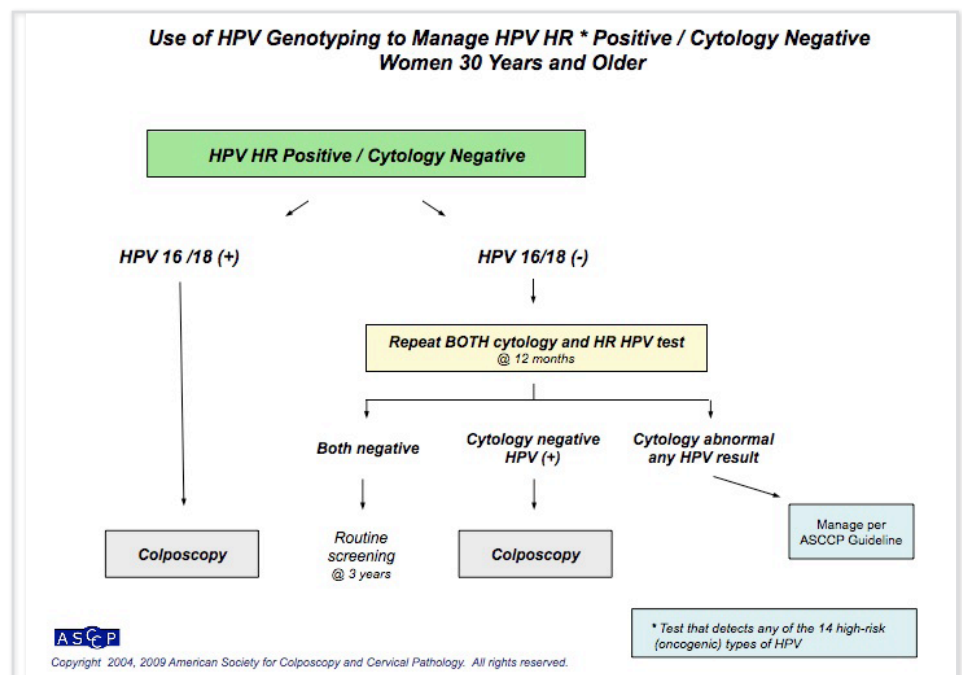 Use of HPV Genotyping to Manage HPV HR * Positive / Cytology Negative
Women 30 Years and Older
HPV HR Positive / Cytology Negative
HPV 16 /18 (+)
HPV 16/18 (-)
Repeat BOTH cytology and HR HPV test
@ 12 months
Both negative
Cytology negative
HPV (+)
Cytology abnormal
any HPV result
Colposcopy
Routine
screening
@ 3 years
Colposcopy
Manage per
ASCCP Guideline
* Test that detects any of the 14 high-risk
(oncogenic) types of HPV
ASCCP
Copyright 2004, 2009 American Society for Colposcopy and Cervical Pathology. All rights reserved.